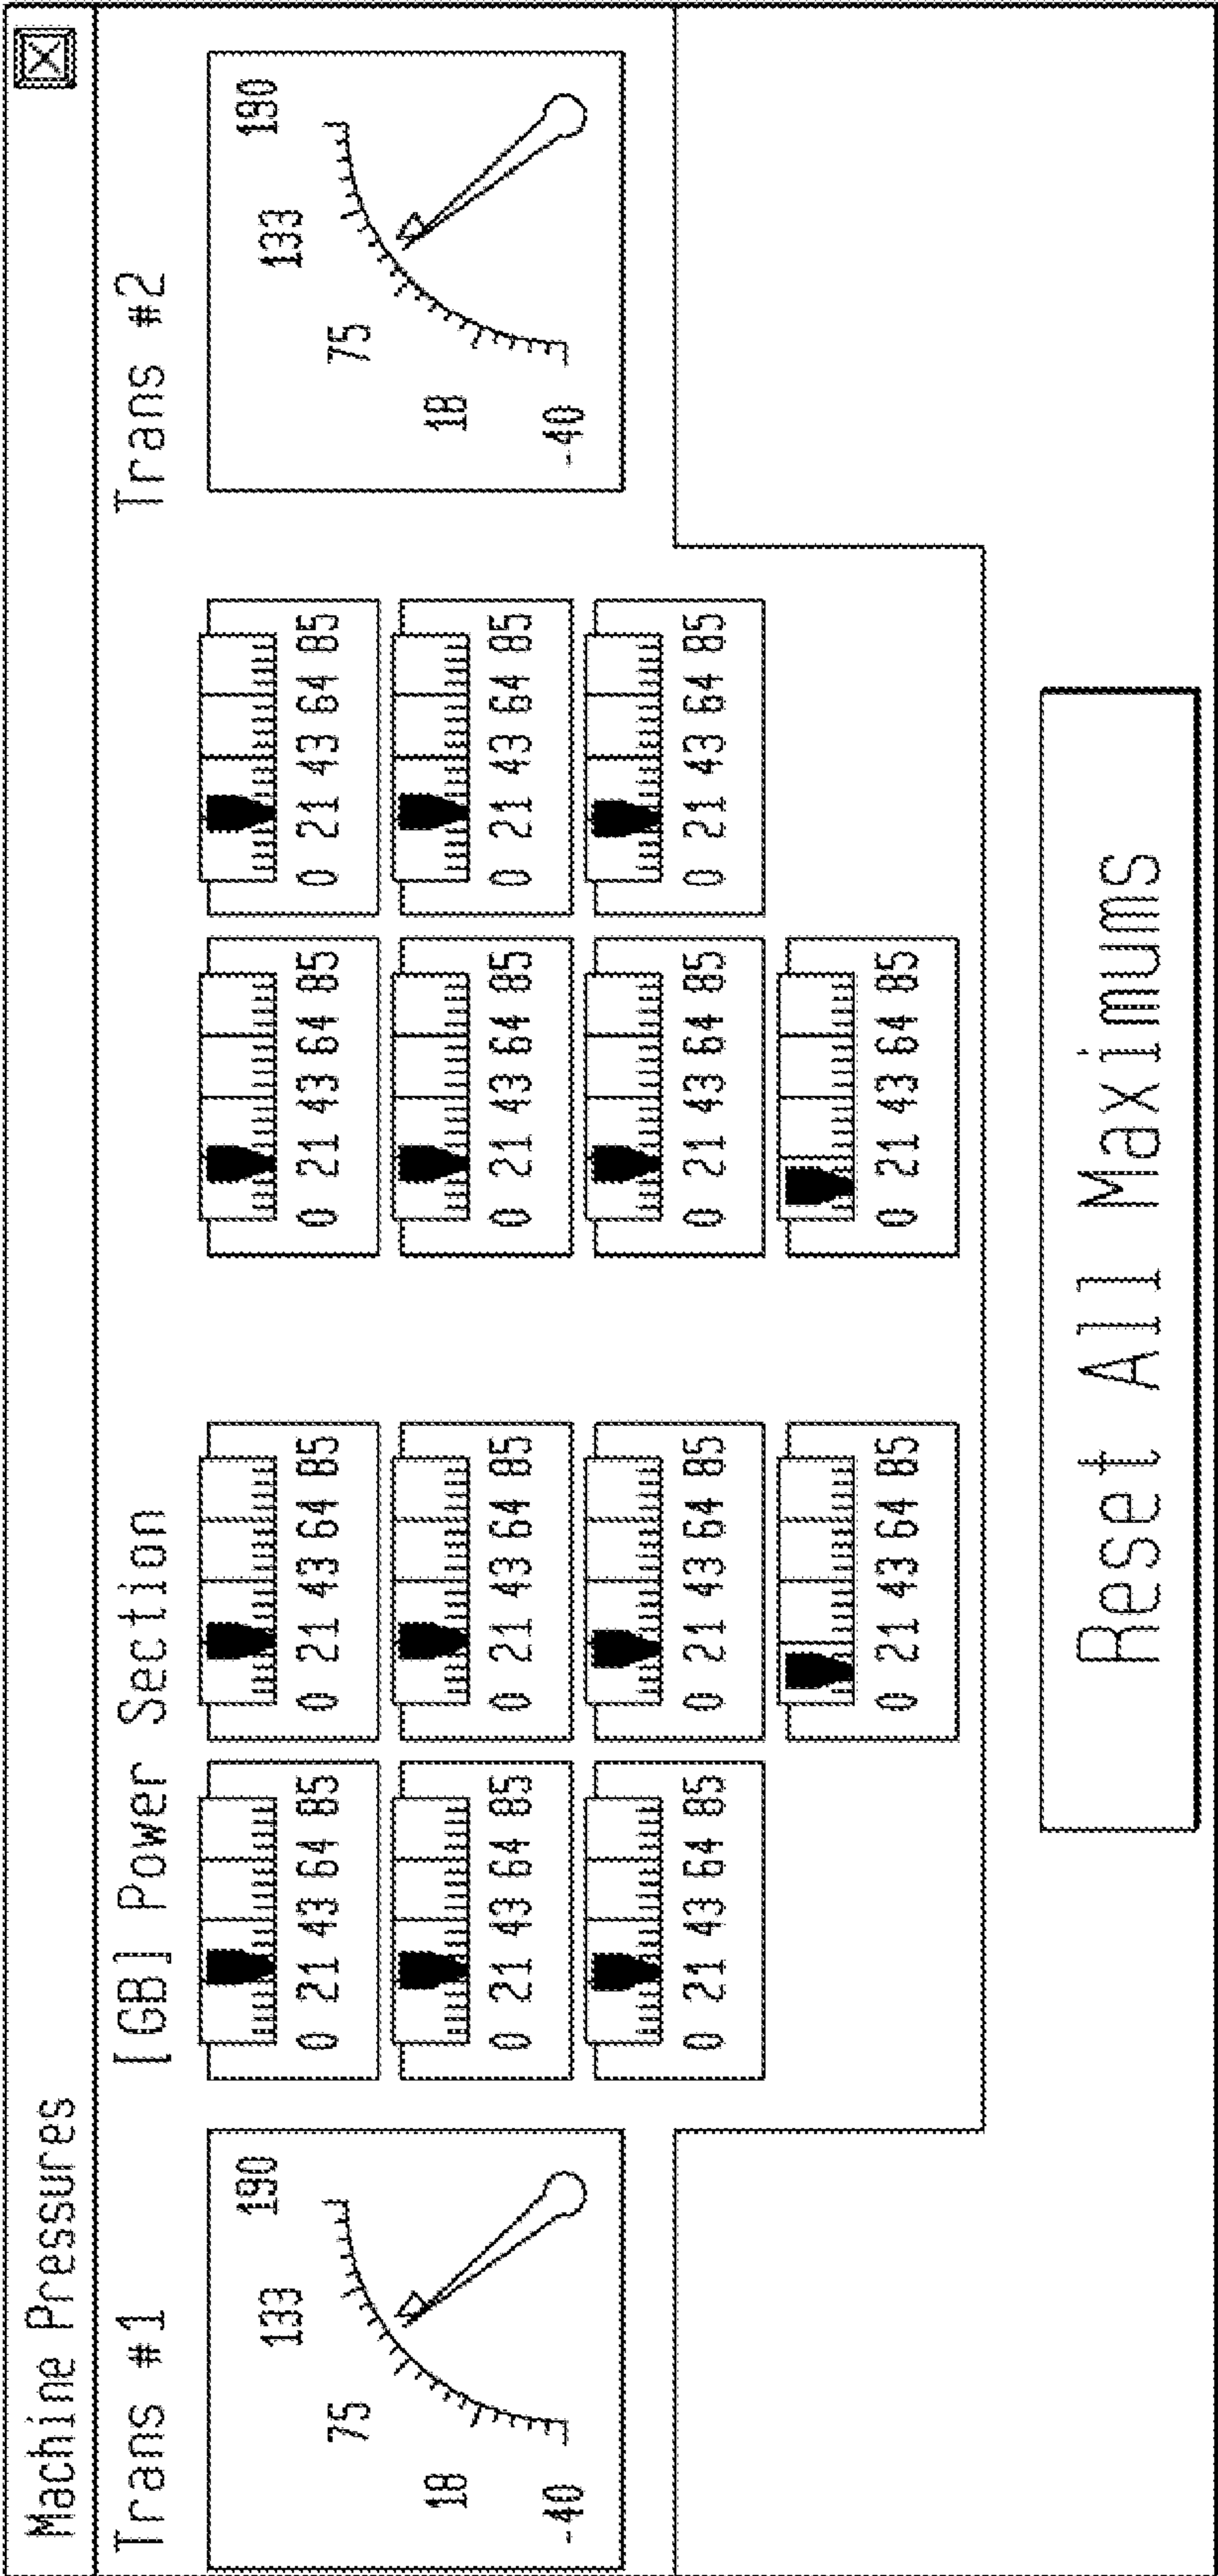 Machine Pressures
Trans #1 [GB] Power Section Trans #2
-40 18 75 133 190
0 21 43 64 85 0 21 43 64 85 0 21 43 64 85 0 21 43 64 85
0 21 43 64 85 0 21 43 64 85 0 21 43 64 85 0 21 43 64 85
0 21 43 64 85 0 21 43 64 85 0 21 43 64 85 0 21 43 64 85
0 21 43 64 85 0 21 43 64 85
-40 18 75 133 190
Reset All Maximums